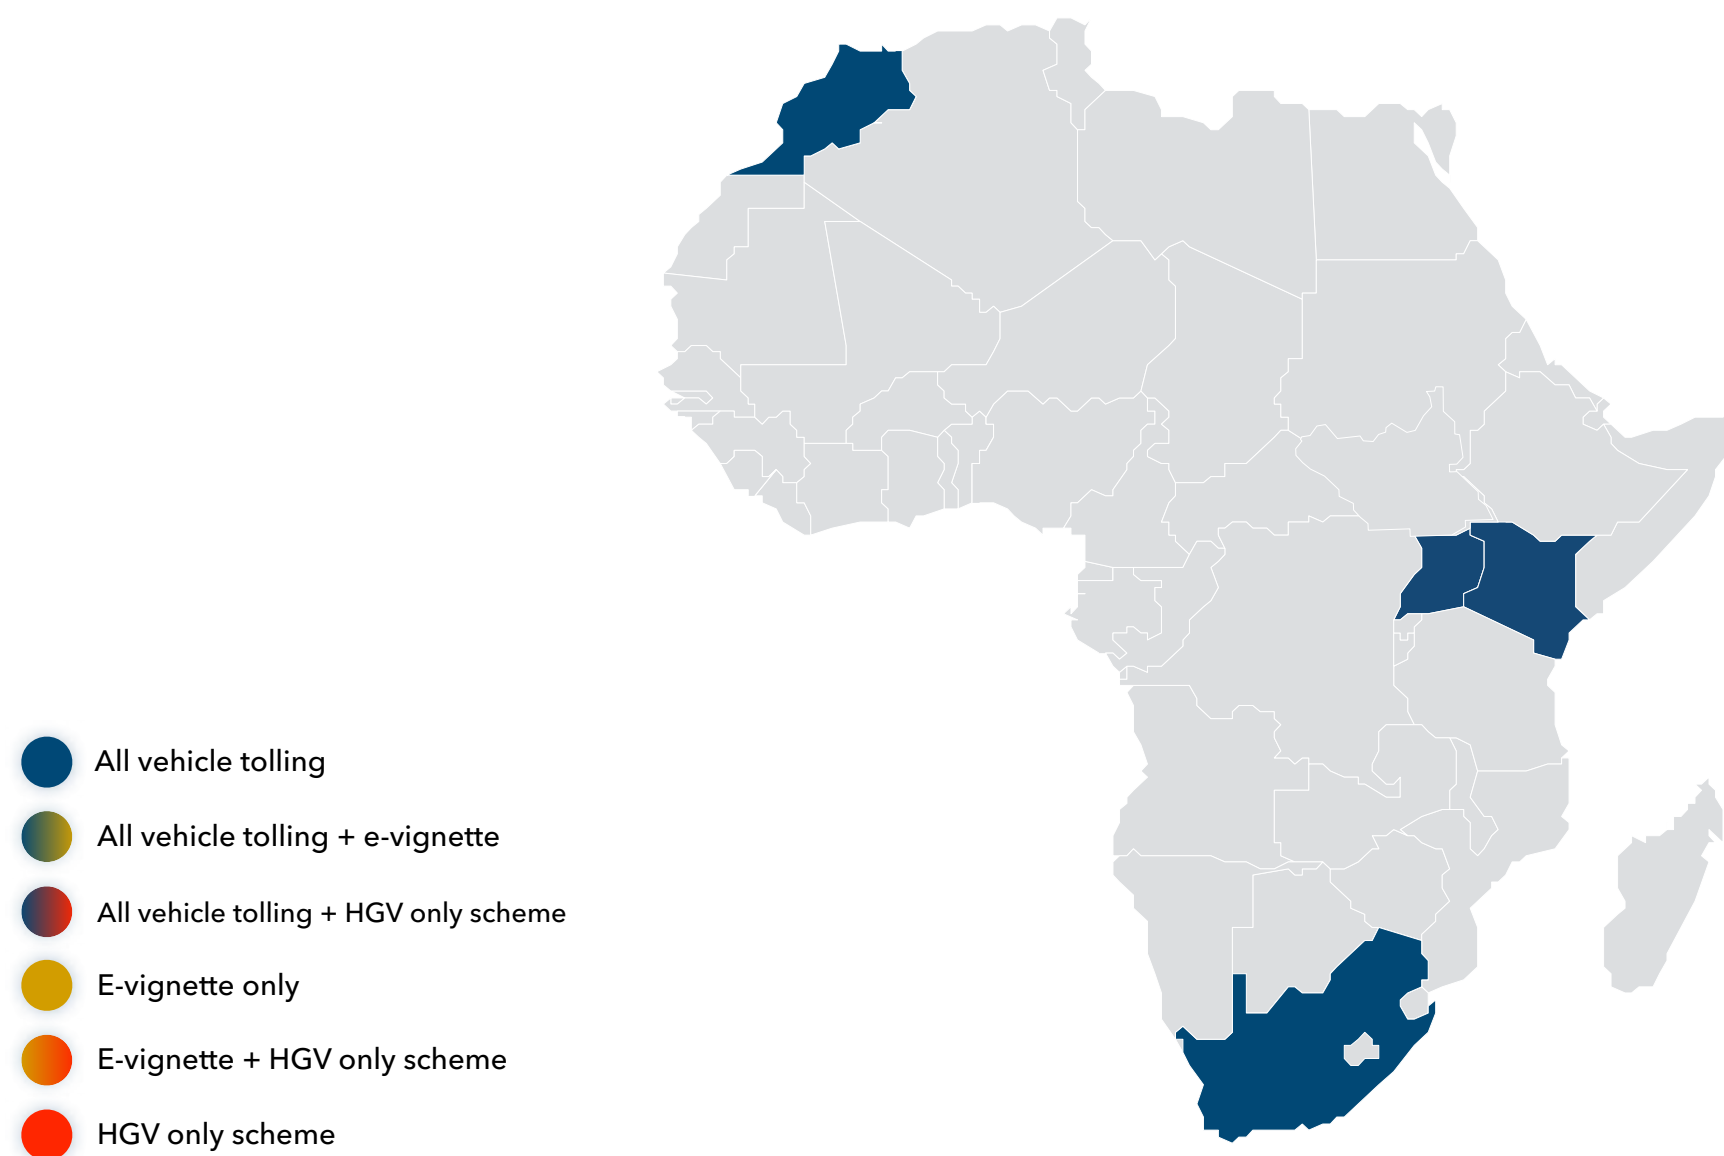 All vehicle tolling
All vehicle tolling + e-vignette
All vehicle tolling + HGV only scheme
E-vignette only
E-vignette + HGV only scheme
HGV only scheme